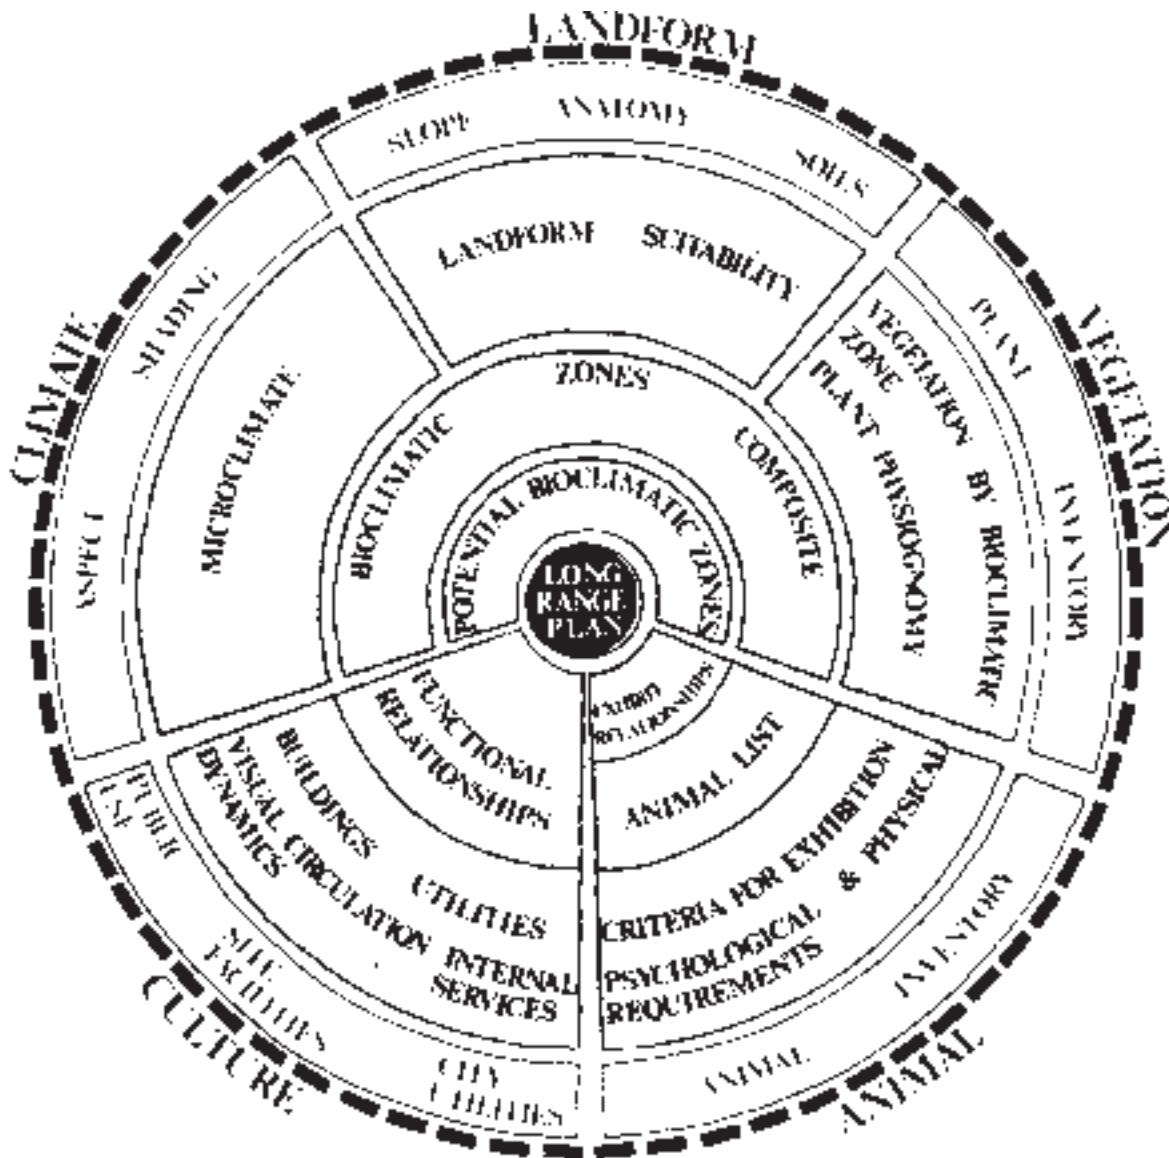 LANDFORM
SLOPE
ANATOMY
SOILS
LANDFORM SUITABILITY
CLIMATE
SHADING
ASPECT
MICROCLIMATE
VEGETATION
PLANT INVENTORY
VEGETATION BY BIOCLIMATIC
ZONE
PLANT PHYSIOGNOMY
BIOCLIMATIC ZONES COMPOSITE
POTENTIAL BIOCLIMATIC ZONES
LONG
RANGE
PLAN
FUNCTIONAL
RELATIONSHIPS
BUILDINGS UTILITIES
VISUAL CIRCULATION INTERNAL
DYNAMICS SERVICES
PUBLIC
USE
SITE
FACILITIES
CITY
UTILITIES
CULTURE
EXHIBIT
RELATIONSHIPS
ANIMAL LIST
CRITERIA FOR EXHIBITION
PSYCHOLOGICAL & PHYSICAL
REQUIREMENTS
ANIMAL INVENTORY
ANIMAL